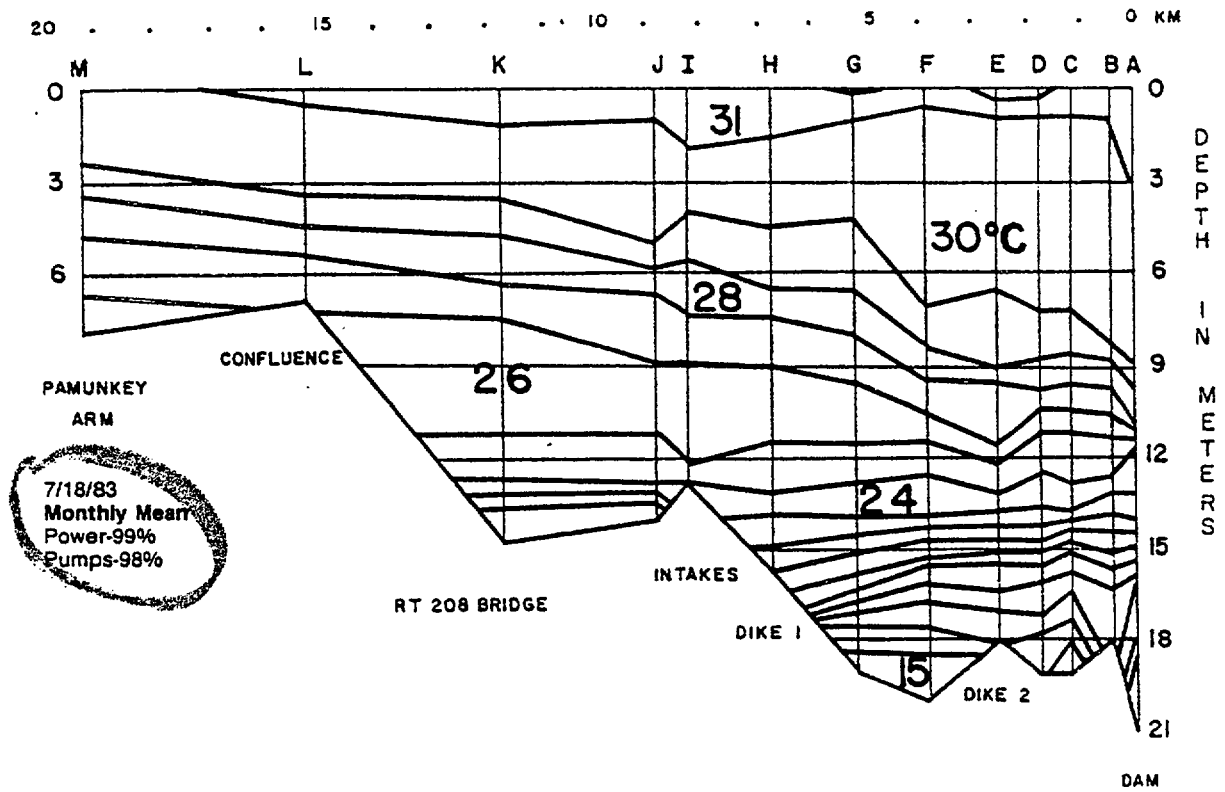 20 . . . . 15 . . . . 10 . . . . 5 . . . . 0 KM
M L K J I H G F E D C B A
0 0
31
3 3
30°C
6 6
28
CONFLUENCE
9
26
PAMUNKEY
ARM
12
7/18/83
Monthly Mean
Power-99%
Pumps-98%
24
15
INTAKES
RT 208 BRIDGE
DIKE 1
18
15
DIKE 2
21
DAM
DEPTH IN METERS